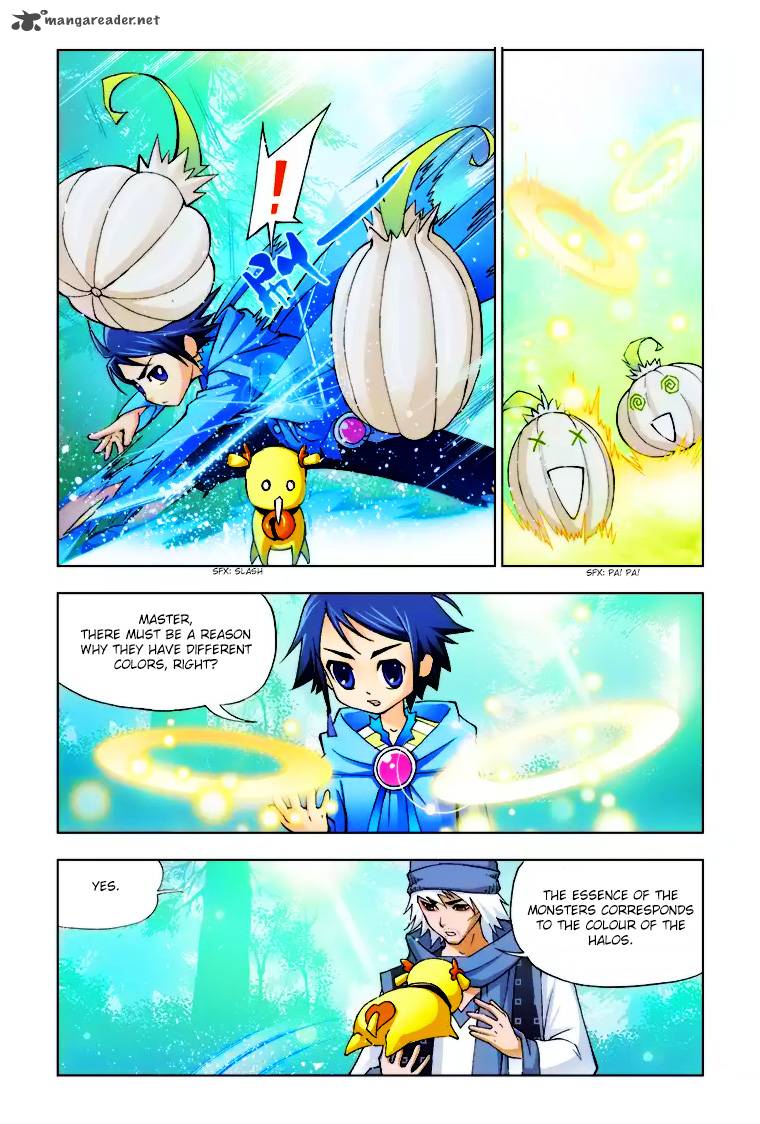 mangareader.net
!
SFX: SLASH
SFX: PA! PA!
MASTER,
THERE MUST BE A REASON
WHY THEY HAVE DIFFERENT
COLORS, RIGHT?
YES.
THE ESSENCE OF THE
MONSTERS CORRESPONDS
TO THE COLOUR OF THE
HALOS.